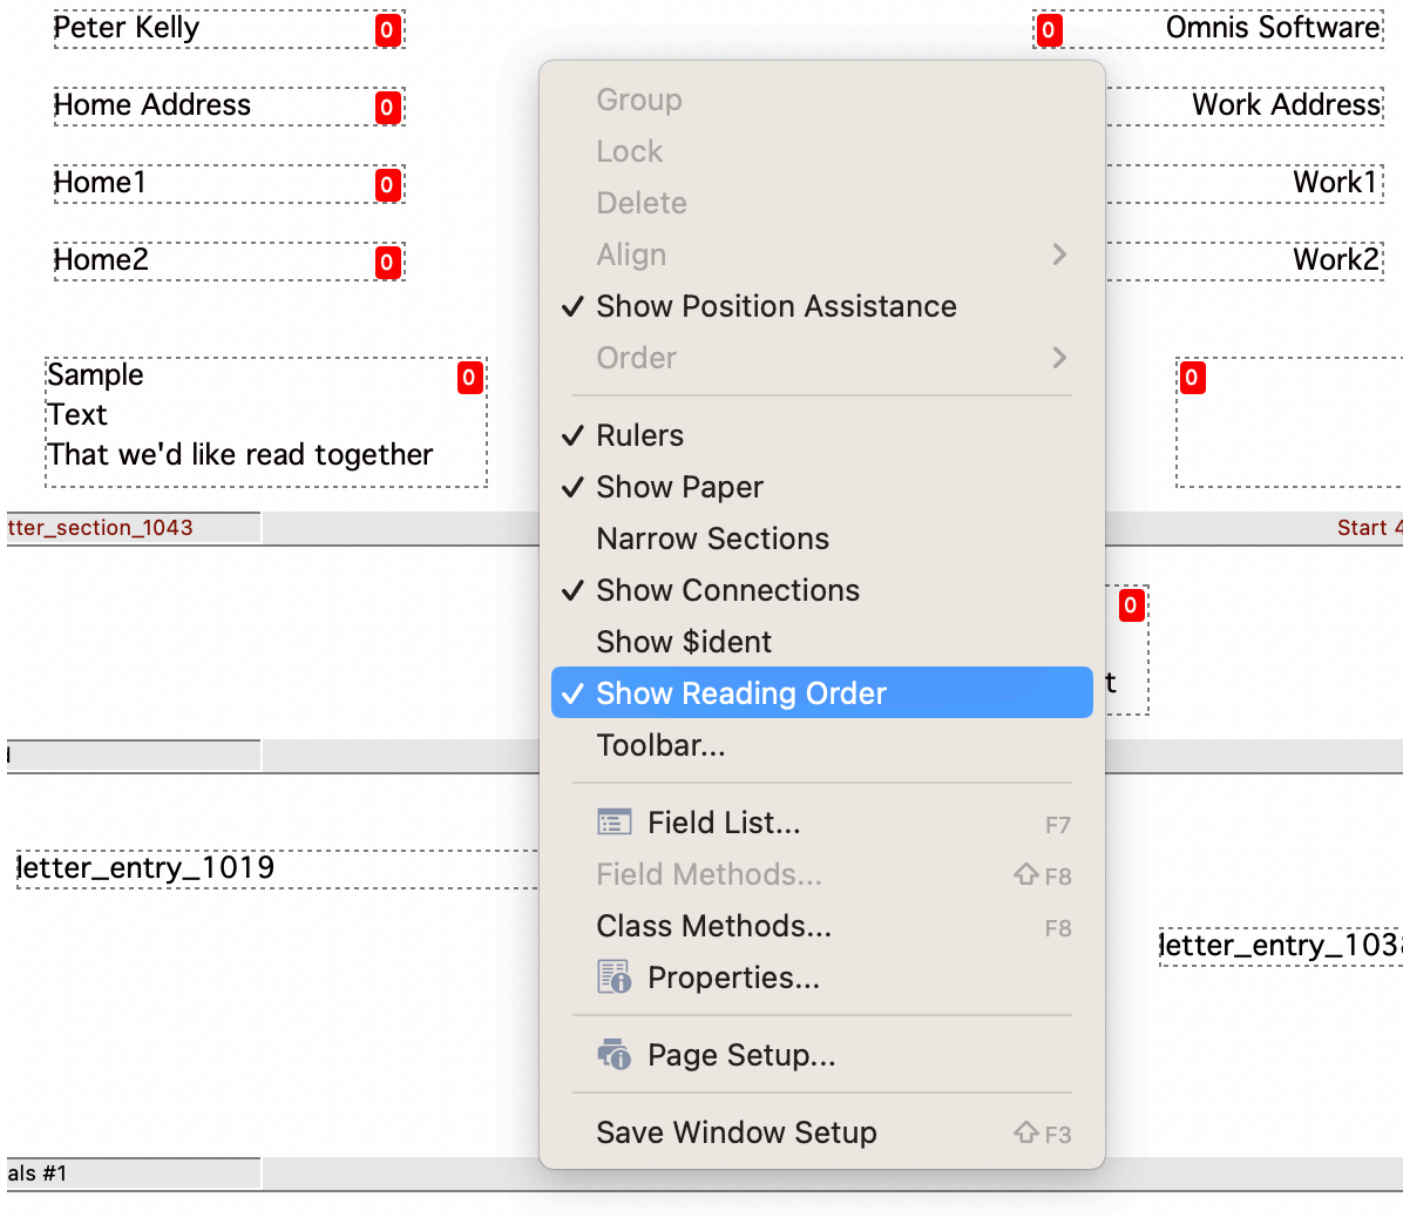 Peter Kelly 0
0 Omnis Software
Home Address 0
Work Address
Home1 0
Work1
Home2 0
Work2
Sample 0
Text
That we'd like read together
0
tter_section_1043
Start 4
0
t
letter_entry_1019
letter_entry_103
als #1
Group
Lock
Delete
Align
Show Position Assistance
Order
Rulers
Show Paper
Narrow Sections
Show Connections
Show $ident
Show Reading Order
Toolbar...
Field List... F7
Field Methods... ⇧ F8
Class Methods... F8
Properties...
Page Setup...
Save Window Setup ⇧ F3